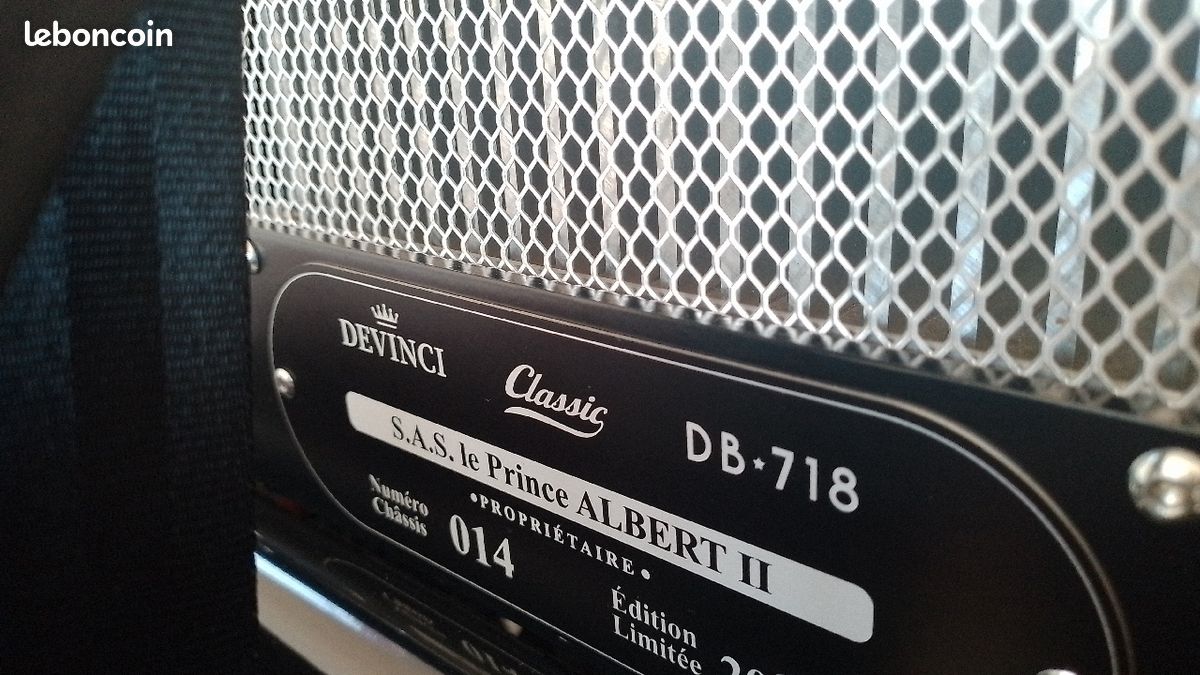 leboncoin
DEVINCI
Classic
DB★718
S.A.S. le Prince ALBERT II
•PROPRIÉTAIRE•
Numéro
Châssis
014
Édition
Limitée